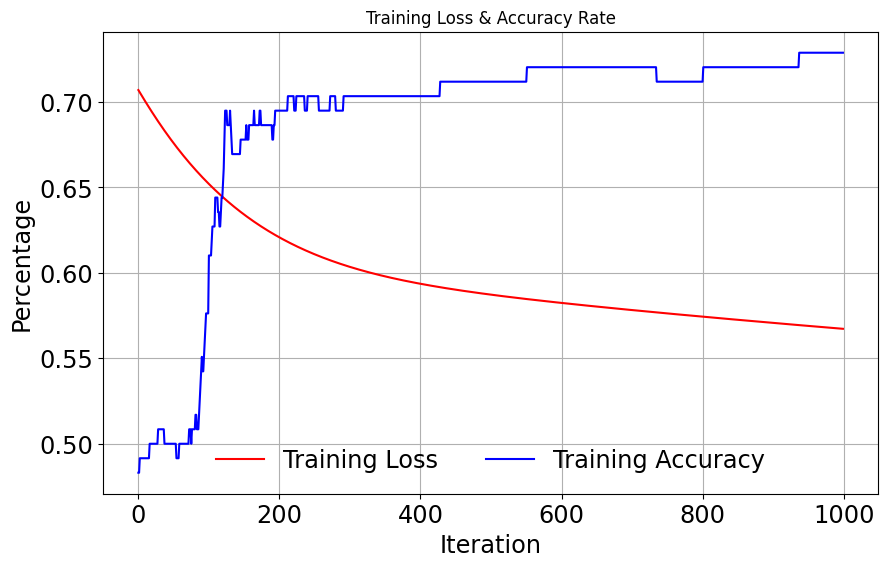 Training Loss & Accuracy Rate
Percentage
0.70
0.65
0.60
0.55
0.50
Training Loss
Training Accuracy
0
200
400
600
800
1000
Iteration